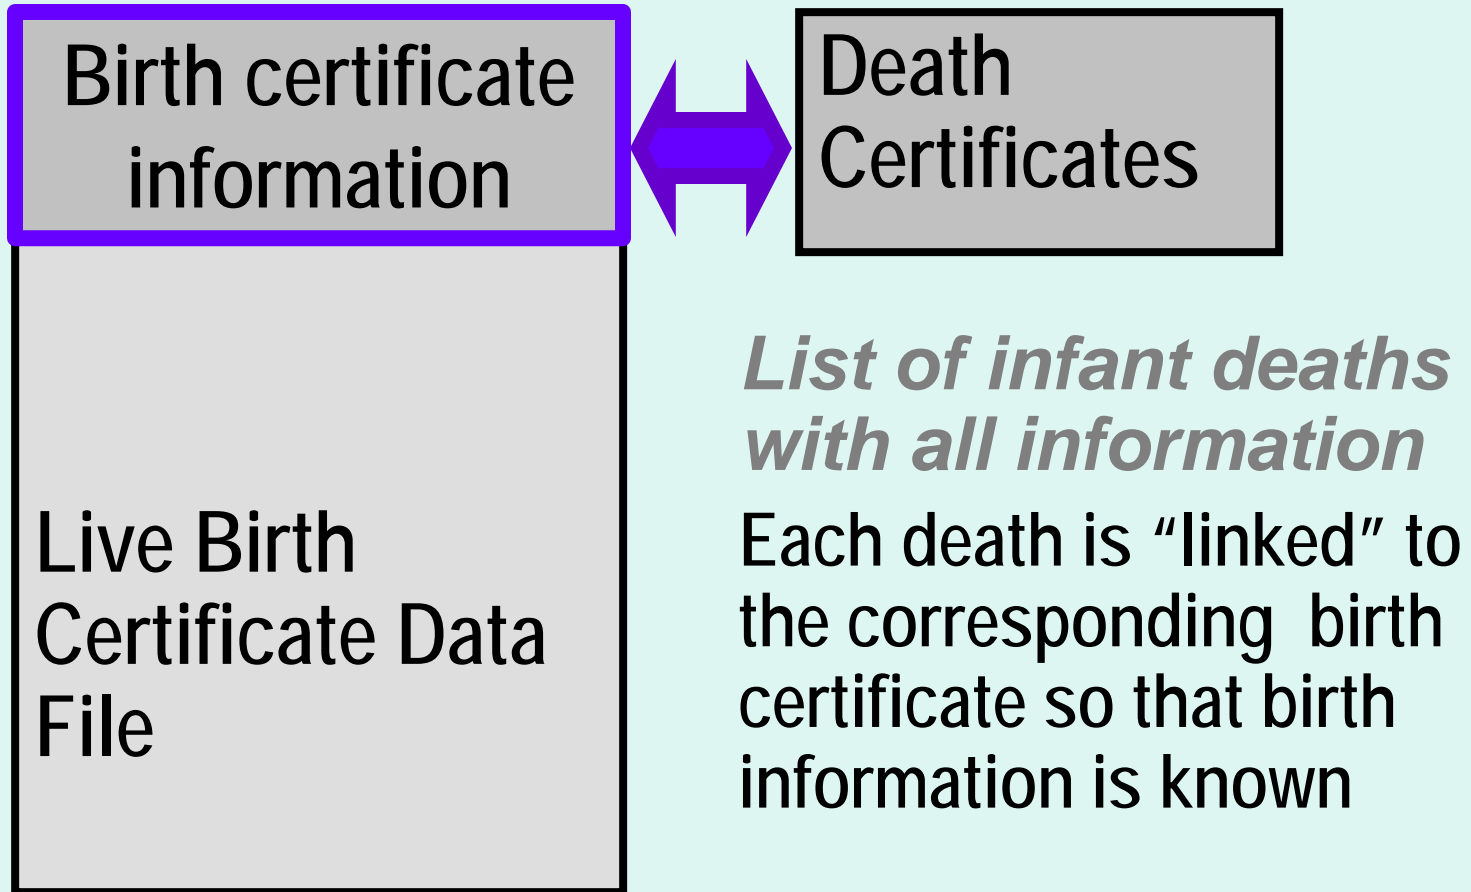 Birth certificate
information
Death
Certificates
List of infant deaths
with all information
Live Birth
Certificate Data
File
Each death is “linked” to
the corresponding  birth
certificate so that birth
information is known